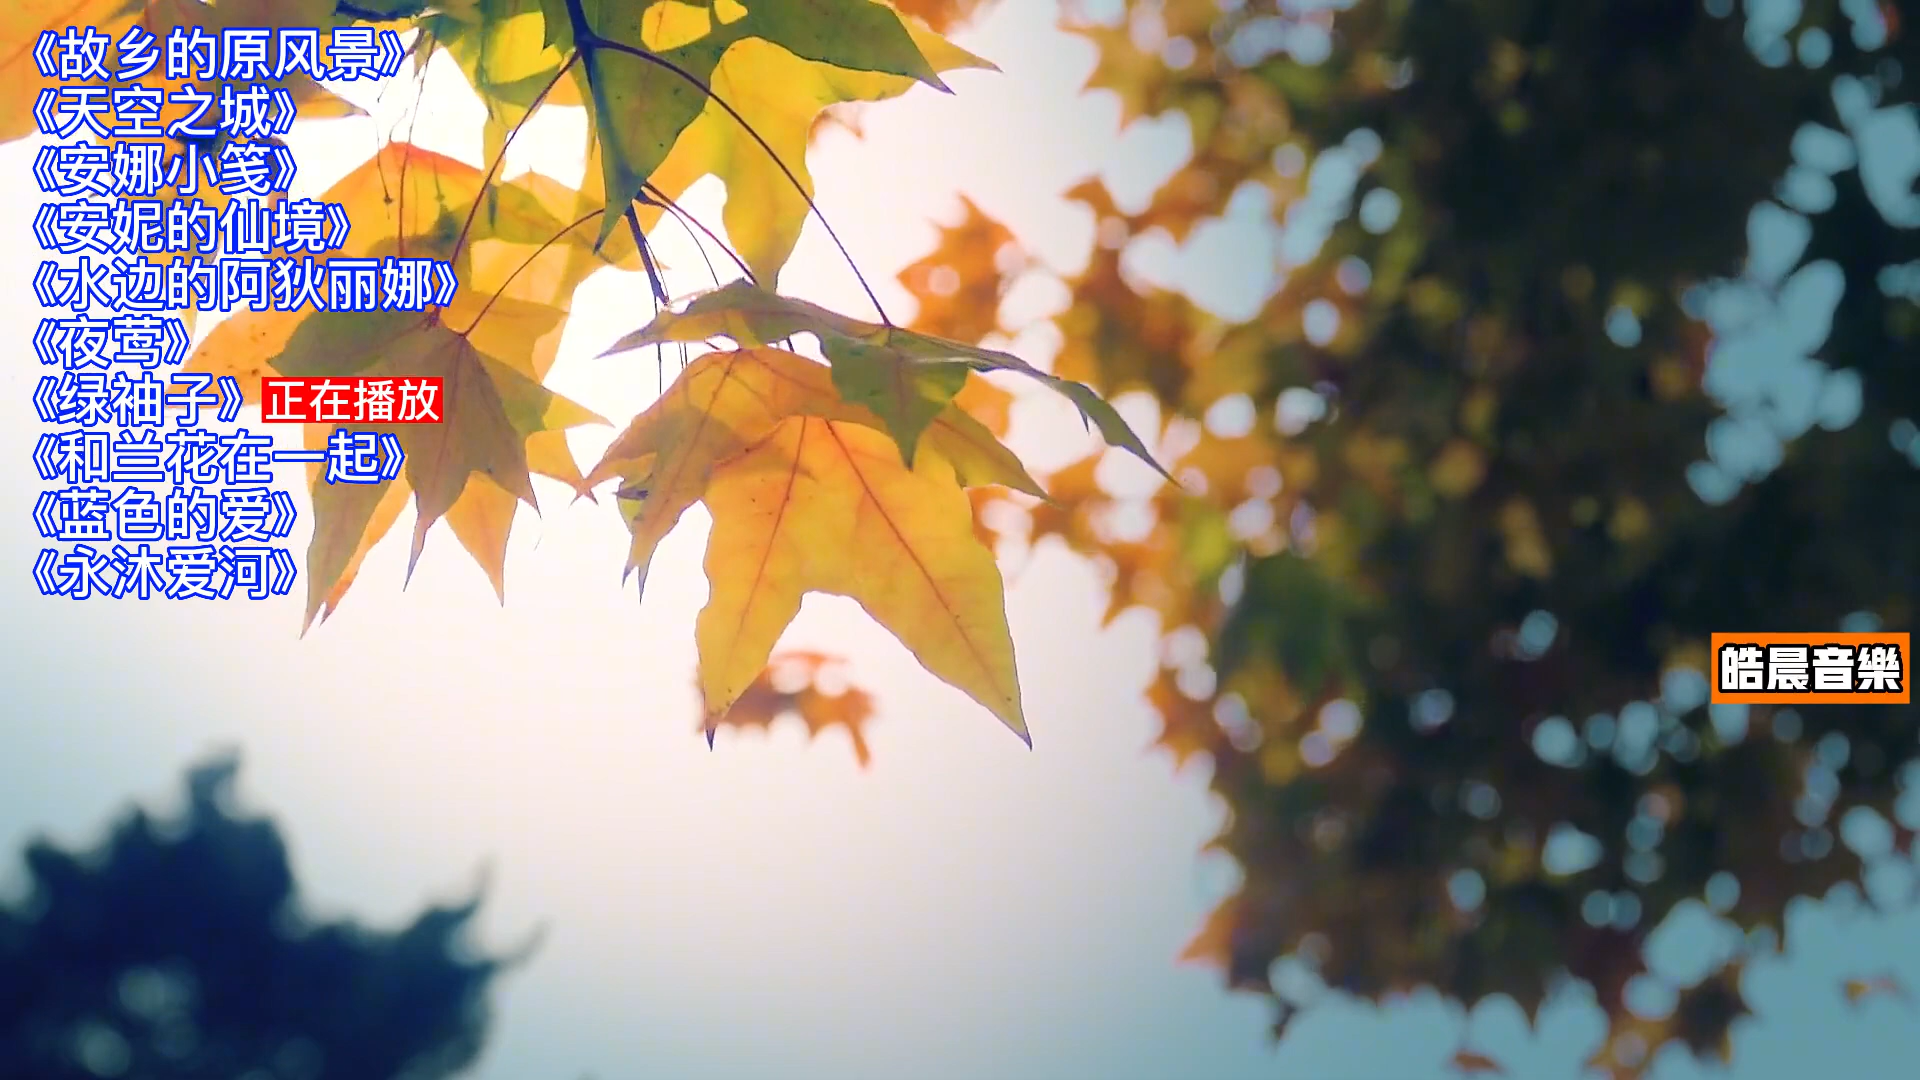 《故乡的原风景》
《天空之城》
《安娜小笺》
《安妮的仙境》
《水边的阿狄丽娜》
《夜莺》
《绿袖子》正在播放
《和兰花在一起》
《蓝色的爱》
《永沐爱河》
皓晨音樂